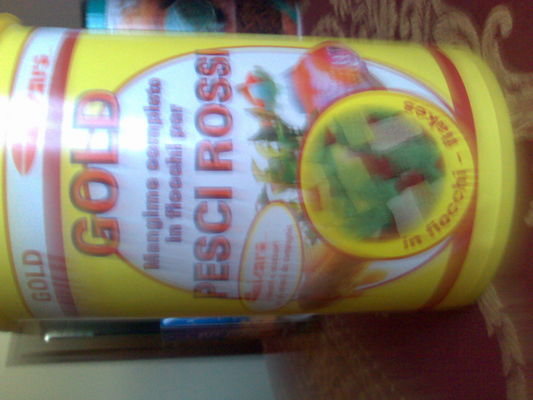 GOLD
Mangime completo
in fiocchi per
PESCI ROSSI
in fiocchi - flakes
GOLD